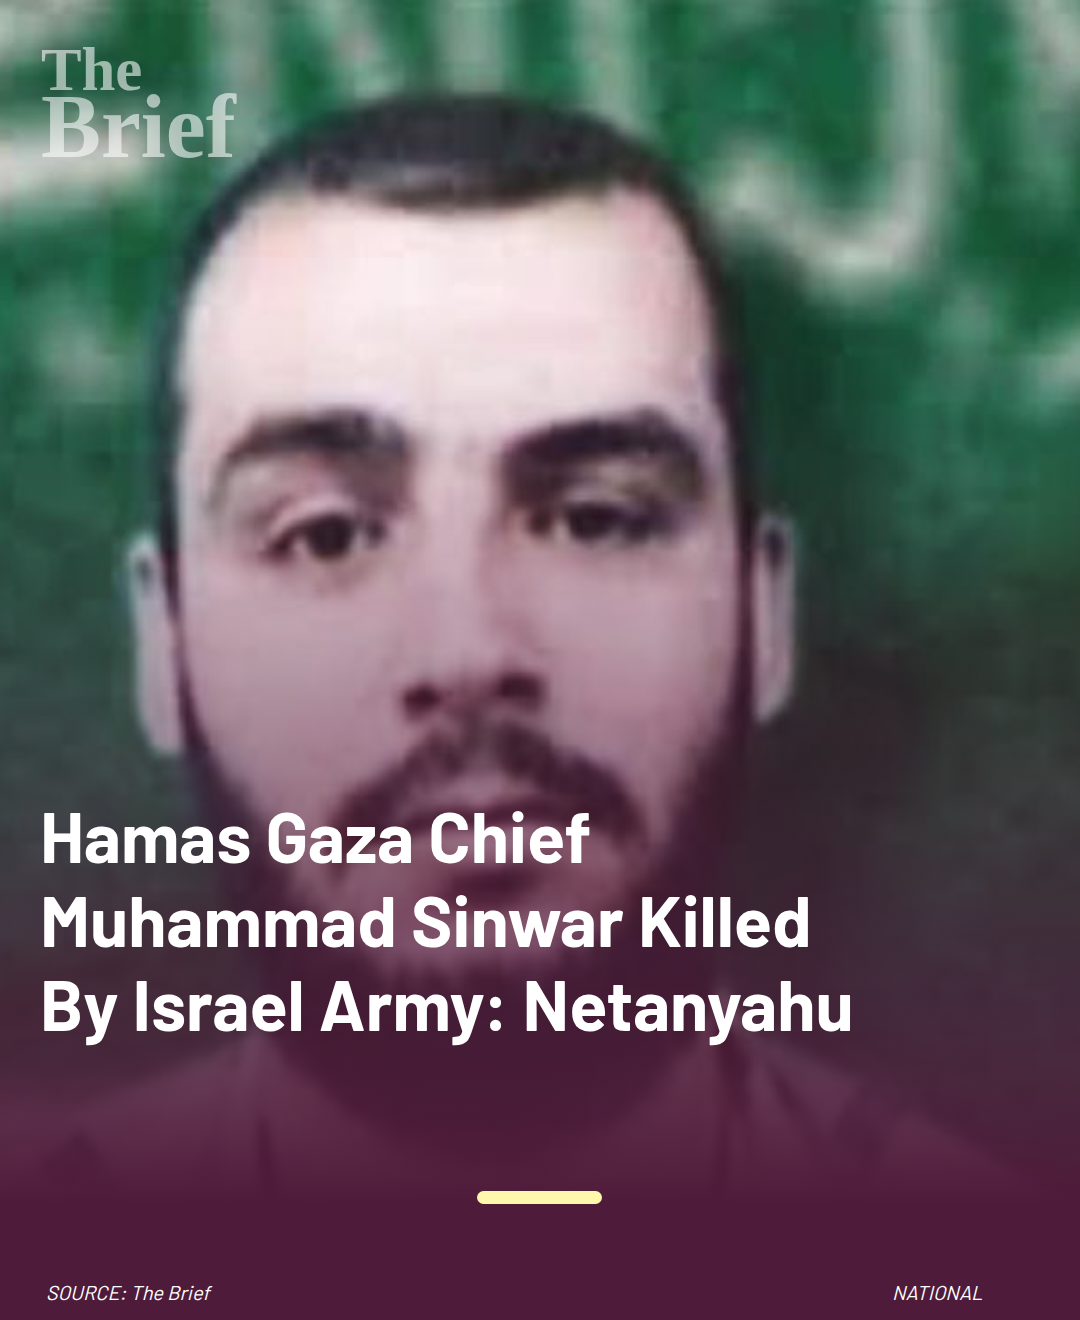 The
Brief
Hamas Gaza Chief
Muhammad Sinwar Killed
By Israel Army: Netanyahu
SOURCE: The Brief
NATIONAL